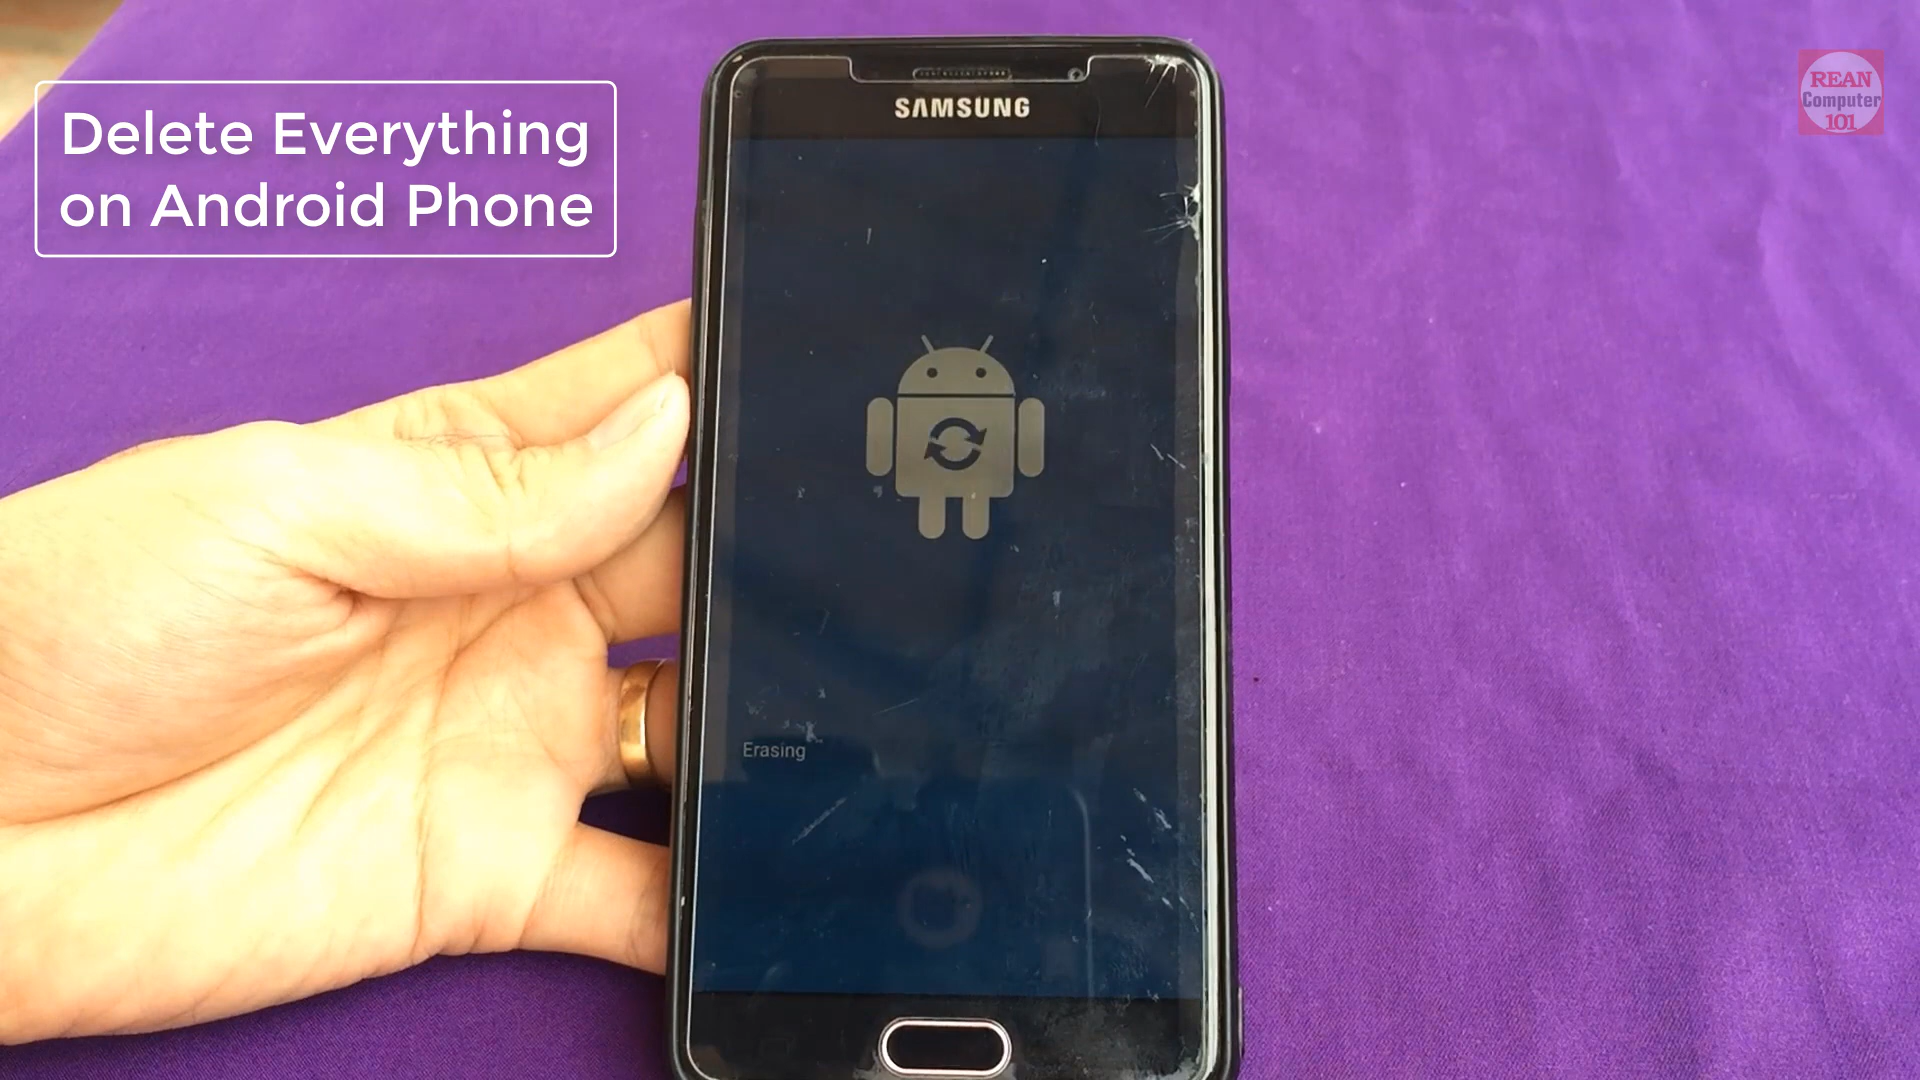 Delete Everything
on Android Phone
SAMSUNG
REAN
Computer
101
Erasing